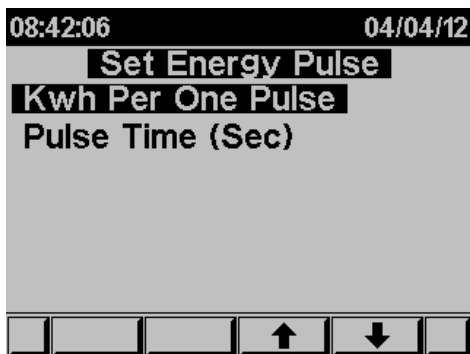 08:42:06 04/04/12
Set Energy Pulse
Kwh Per One Pulse
Pulse Time (Sec)